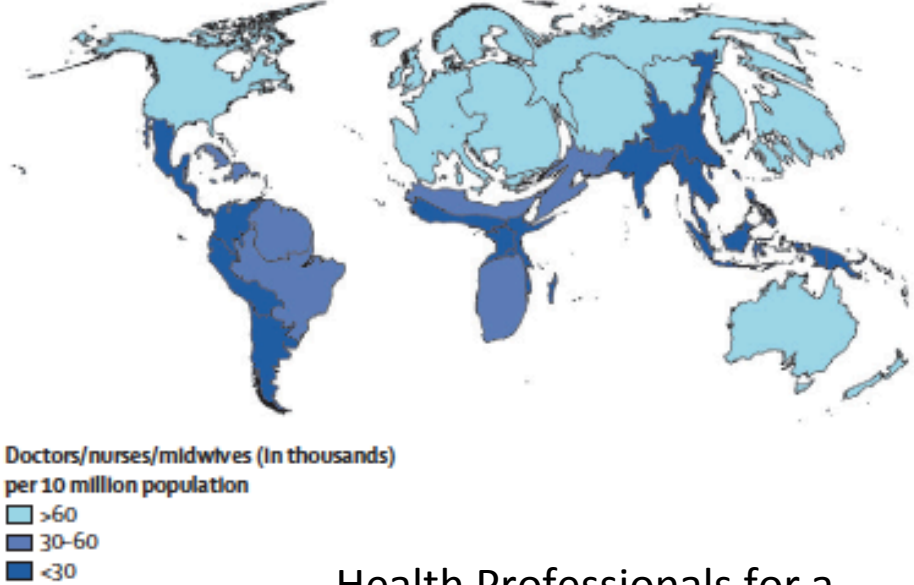 Doctors/nurses/midwives (in thousands)
per 10 million population
>60
30–60
<30
Health Professionals for a